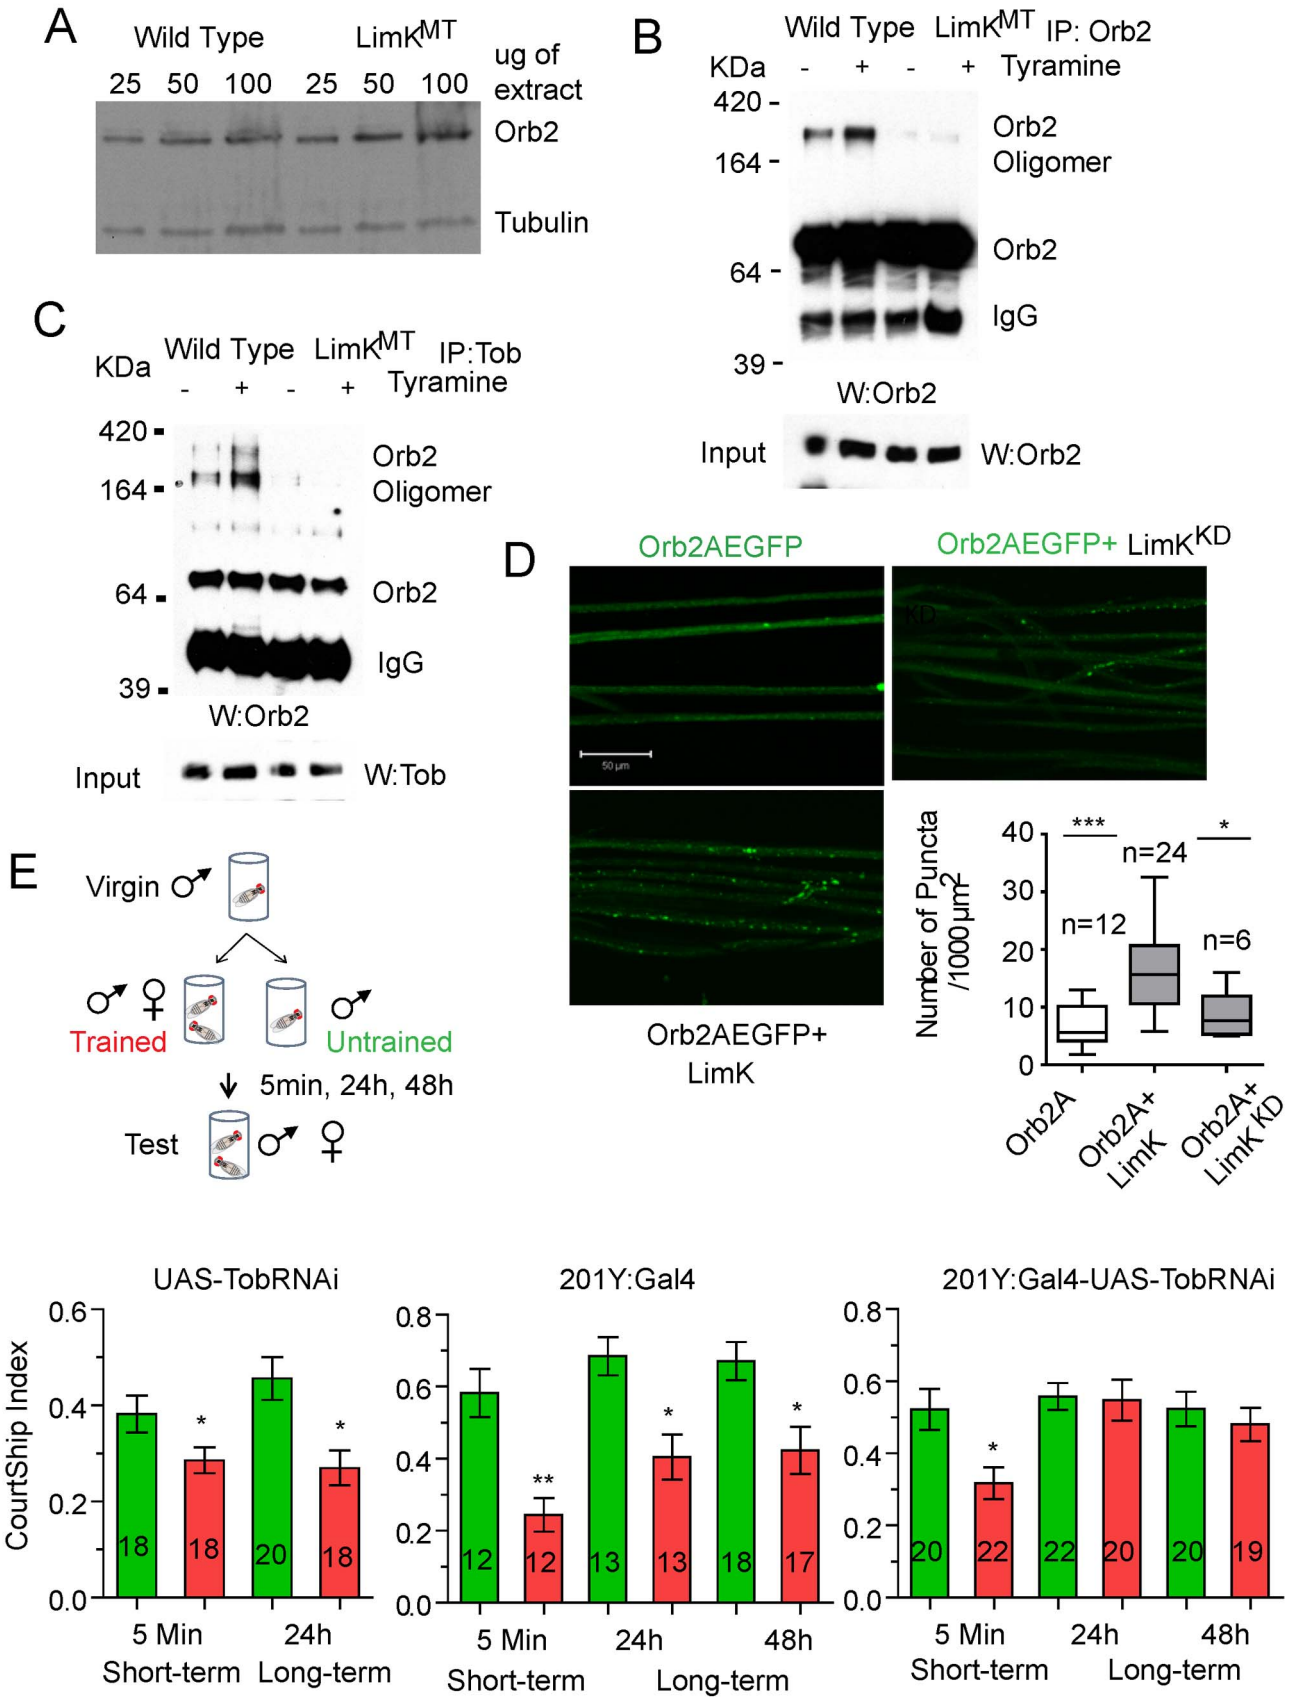 A
Wild Type LimK^MT
ug of
extract
25 50 100 25 50 100
Orb2
Tubulin
B
Wild Type LimK^MT IP: Orb2
KDa - + - + Tyramine
420
Orb2
Oligomer
164
Orb2
64
IgG
39
W:Orb2
Input W:Orb2
C
Wild Type LimK^MT IP:Tob
KDa
- + - + Tyramine
420
Orb2
Oligomer
164
64 Orb2
IgG
39
W:Orb2
Input W:Tob
D
Orb2AEGFP
Orb2AEGFP+ LimK^KD
KD
50 µm
Orb2AEGFP+
LimK
Number of Puncta
/1000µm²
40
30
20
10
0
***
*
n=12
n=24
n=6
Orb2A
Orb2A+
LimK
Orb2A+
LimK^KD
E
Virgin ♂
♂ ♀
Trained
♂
Untrained
5min, 24h, 48h
Test ♂ ♀
CourtShip Index
UAS-TobRNAi
0.6
0.4
0.2
0.0
*
*
18 18 20 18
5 Min 24h
Short-term Long-term
201Y:Gal4
0.8
0.6
0.4
0.2
0.0
**
*
*
12 12 13 13 18 17
5 Min 24h 48h
Short-term Long-term
201Y:Gal4-UAS-TobRNAi
0.8
0.6
0.4
0.2
0.0
*
20 22 22 20 20 19
5 Min 24h 48h
Short-term Long-term